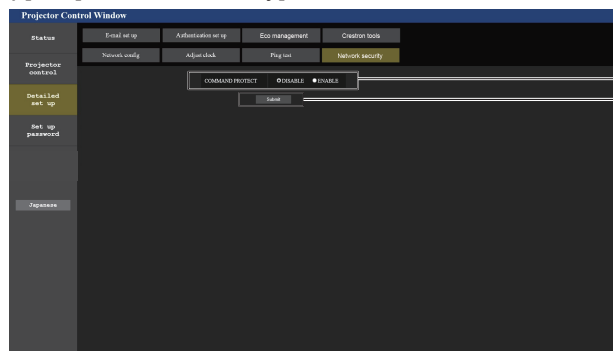 Projector Control Window
Status
E-mail set up
Authentication set up
Eco management
Crestron tools
Network config
Adjust clock
Ping test
Network security
Projector
control
COMMAND PROTECT DISABLE ENABLE
Submit
Detailed
set up
Set up
password
Japanese